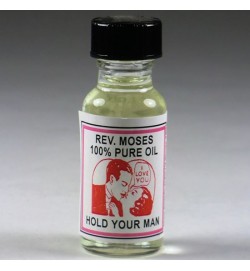 REV. MOSES
100% PURE OIL
I
LOVE
YOU
HOLD YOUR MAN